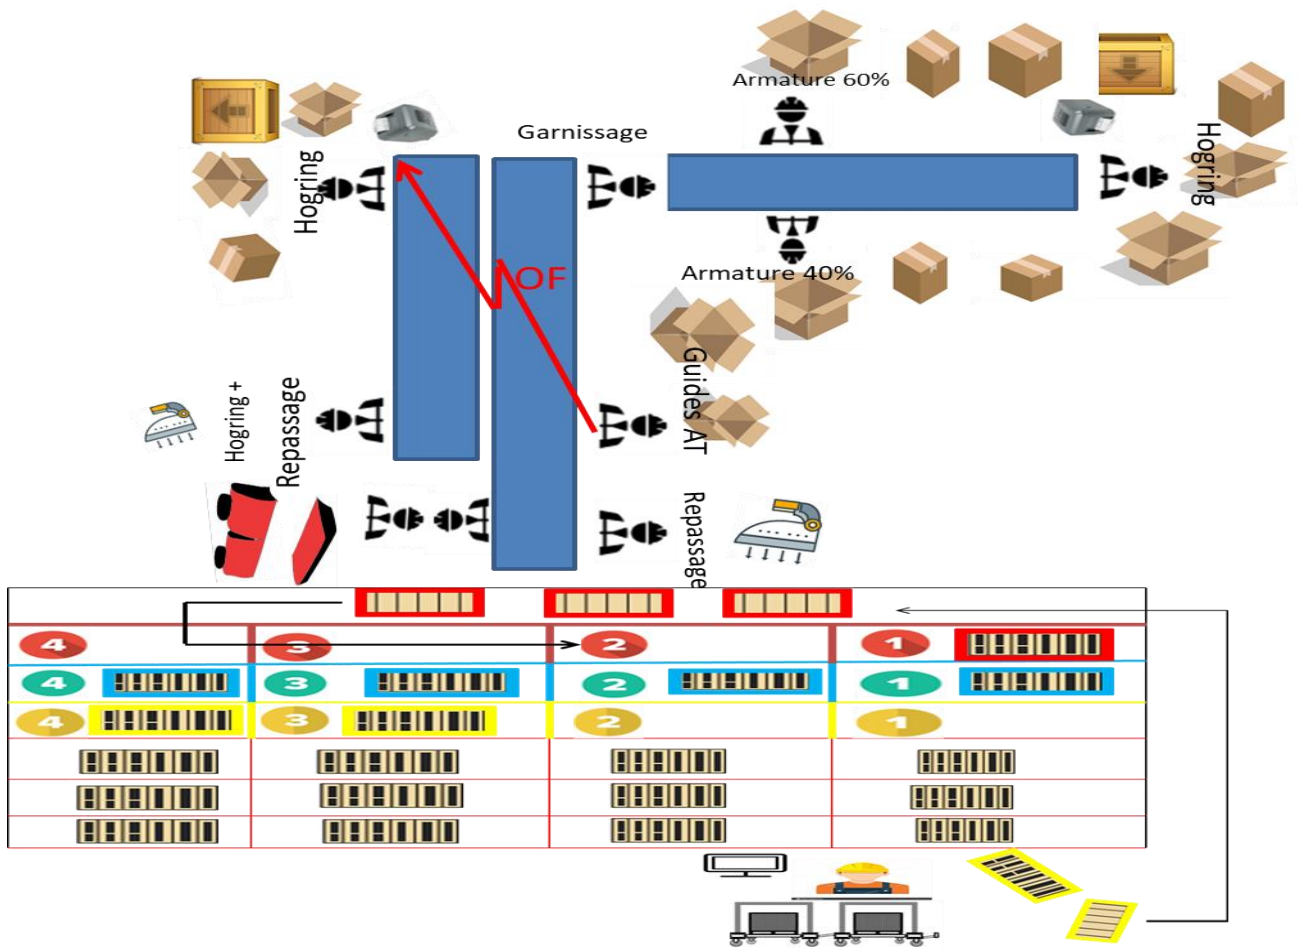 Armature 60%
Garnissage
Hogring
Hogring
OF
Armature 40%
Guides AT
Hogring +
Repassage
Repassage
4
3
2
1
4
3
2
1
4
3
2
1